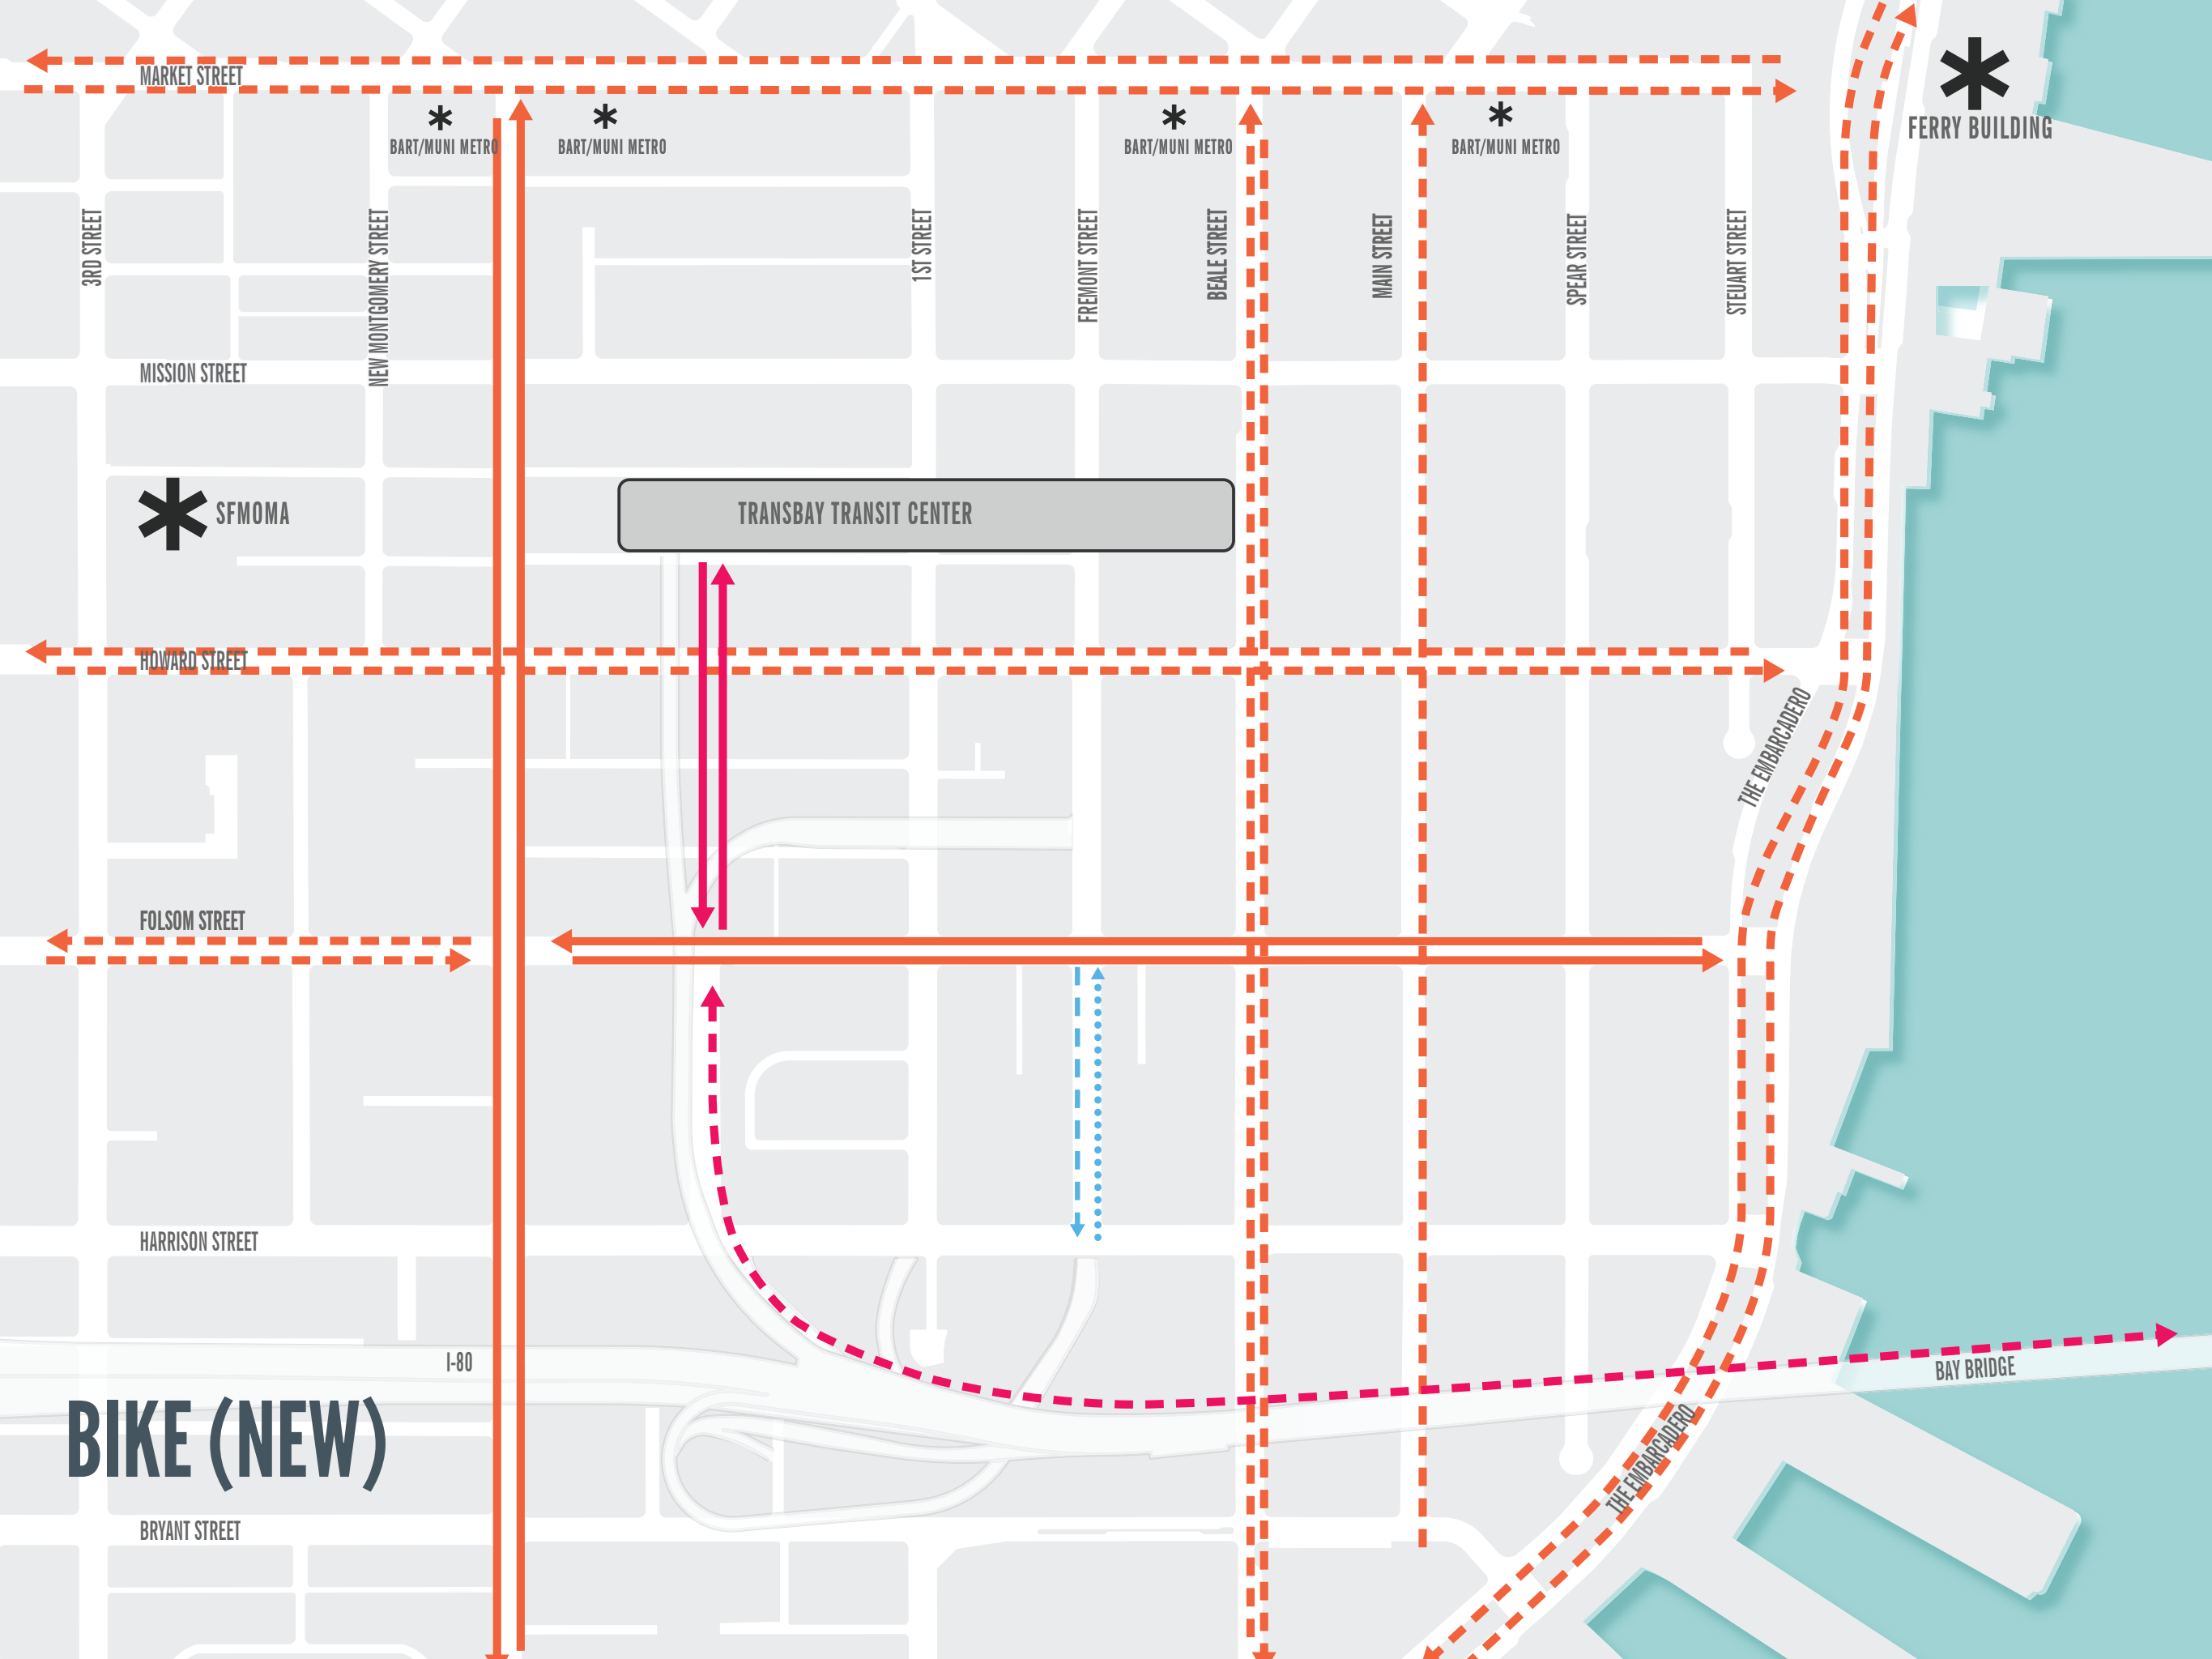 MARKET STREET
BART/MUNI METRO
BART/MUNI METRO
BART/MUNI METRO
BART/MUNI METRO
FERRY BUILDING
3RD STREET
NEW MONTGOMERY STREET
1ST STREET
FREMONT STREET
BEALE STREET
MAIN STREET
SPEAR STREET
STEUART STREET
MISSION STREET
SFMOMA
TRANSBAY TRANSIT CENTER
HOWARD STREET
THE EMBARCADERO
FOLSOM STREET
HARRISON STREET
I-80
BAY BRIDGE
BIKE (NEW)
THE EMBARCADERO
BRYANT STREET